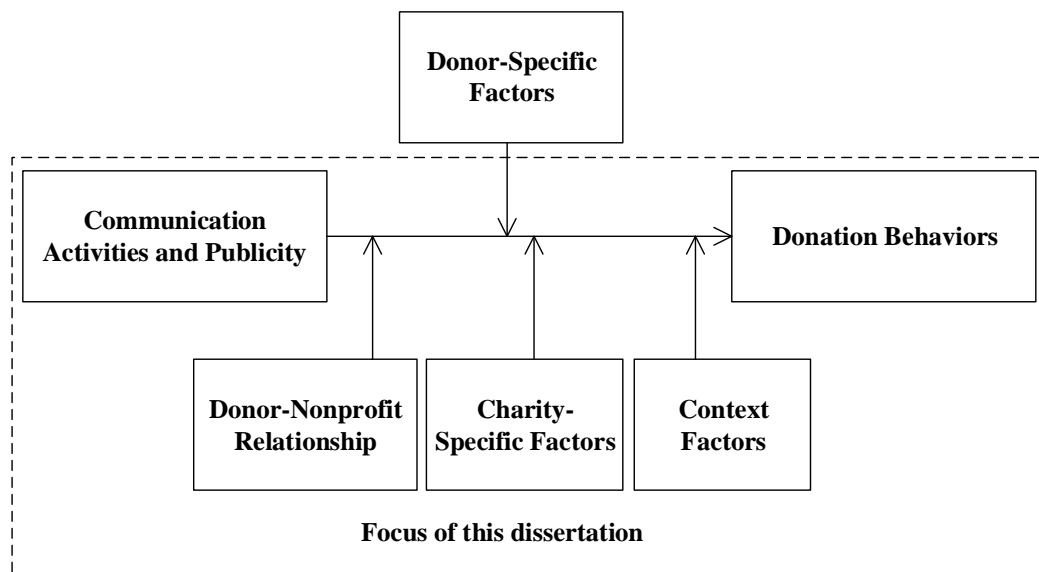 Donor-Specific
Factors
Communication
Activities and Publicity
Donation Behaviors
Donor-Nonprofit
Relationship
Charity-
Specific Factors
Context
Factors
Focus of this dissertation